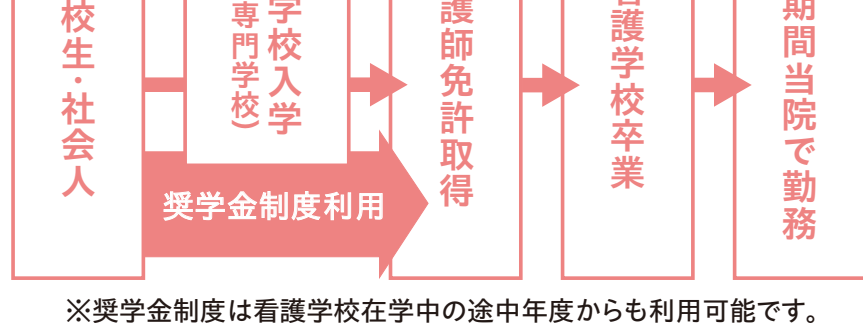 校生・社会人
学校入学
専門学校）
護師免許取得
看護学校卒業
期間当院で勤務
奨学金制度利用
※奨学金制度は看護学校在学中の途中年度からも利用可能です。